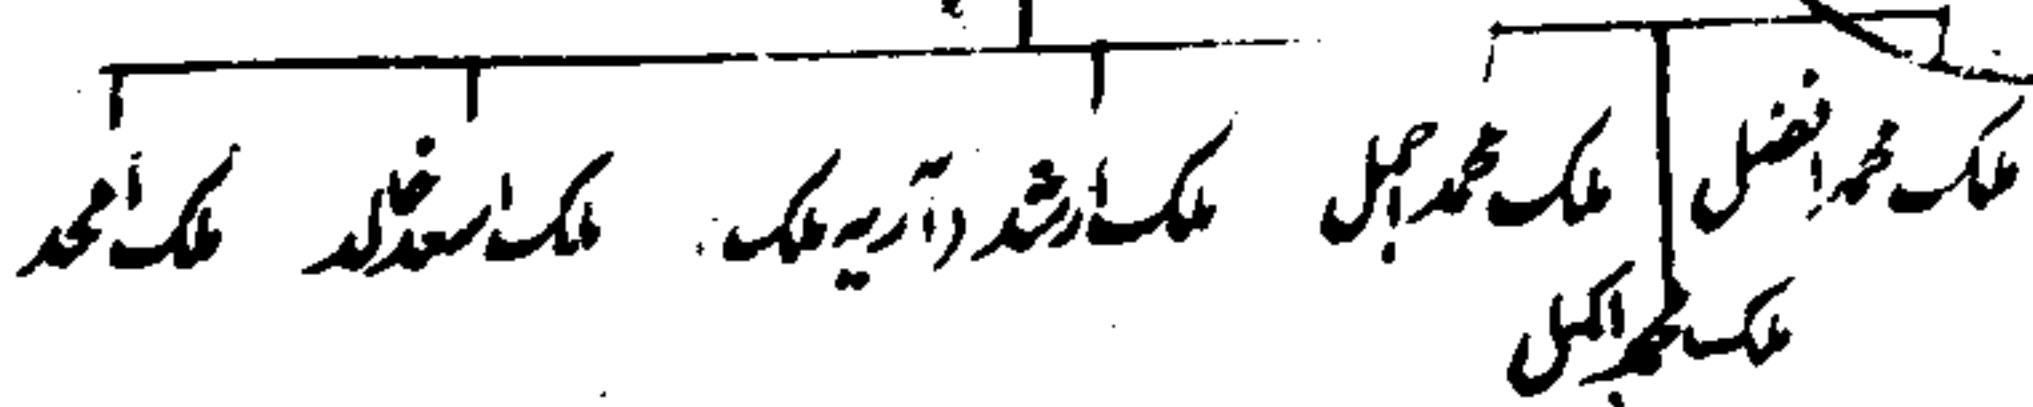 ملک محمد افضل ملک محمد اجمل ملک ارشد (آریہ ملک ملک اسعد خالد ملک امجد
ملک محمد اکمل